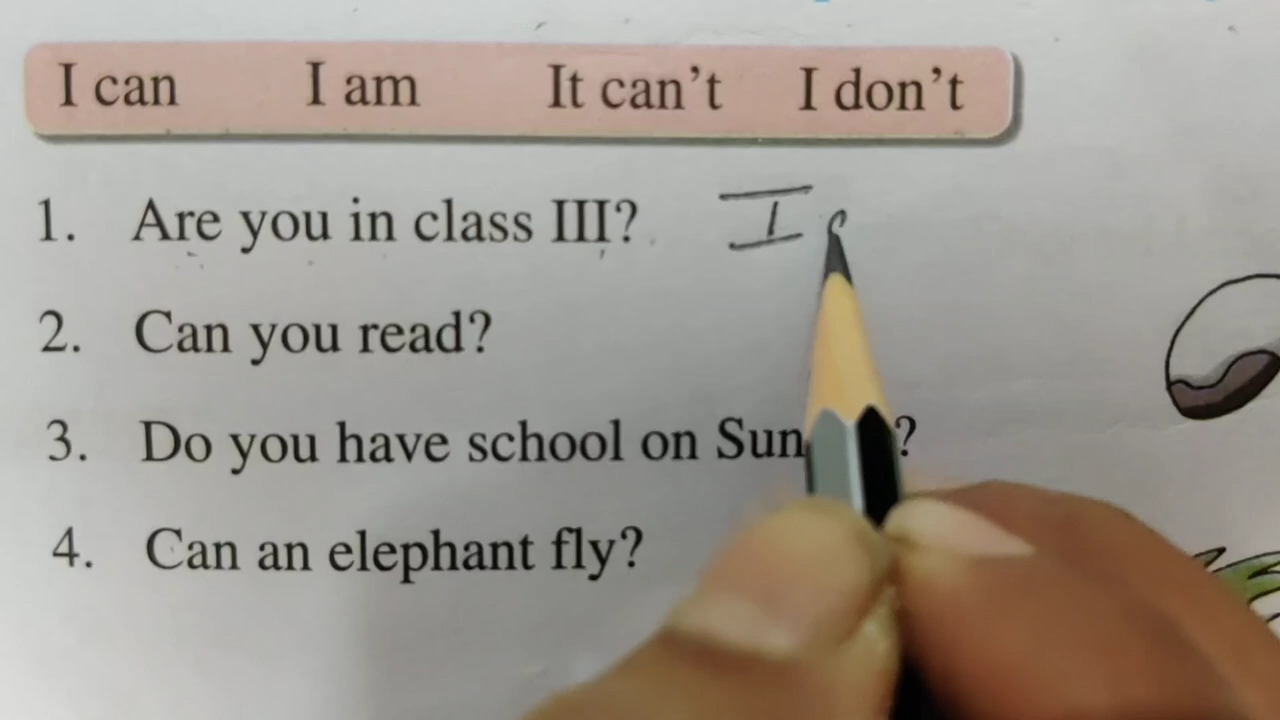 I can I am It can't I don't
1. Are you in class III? I
2. Can you read?
3. Do you have school on Sun ?
4. Can an elephant fly?